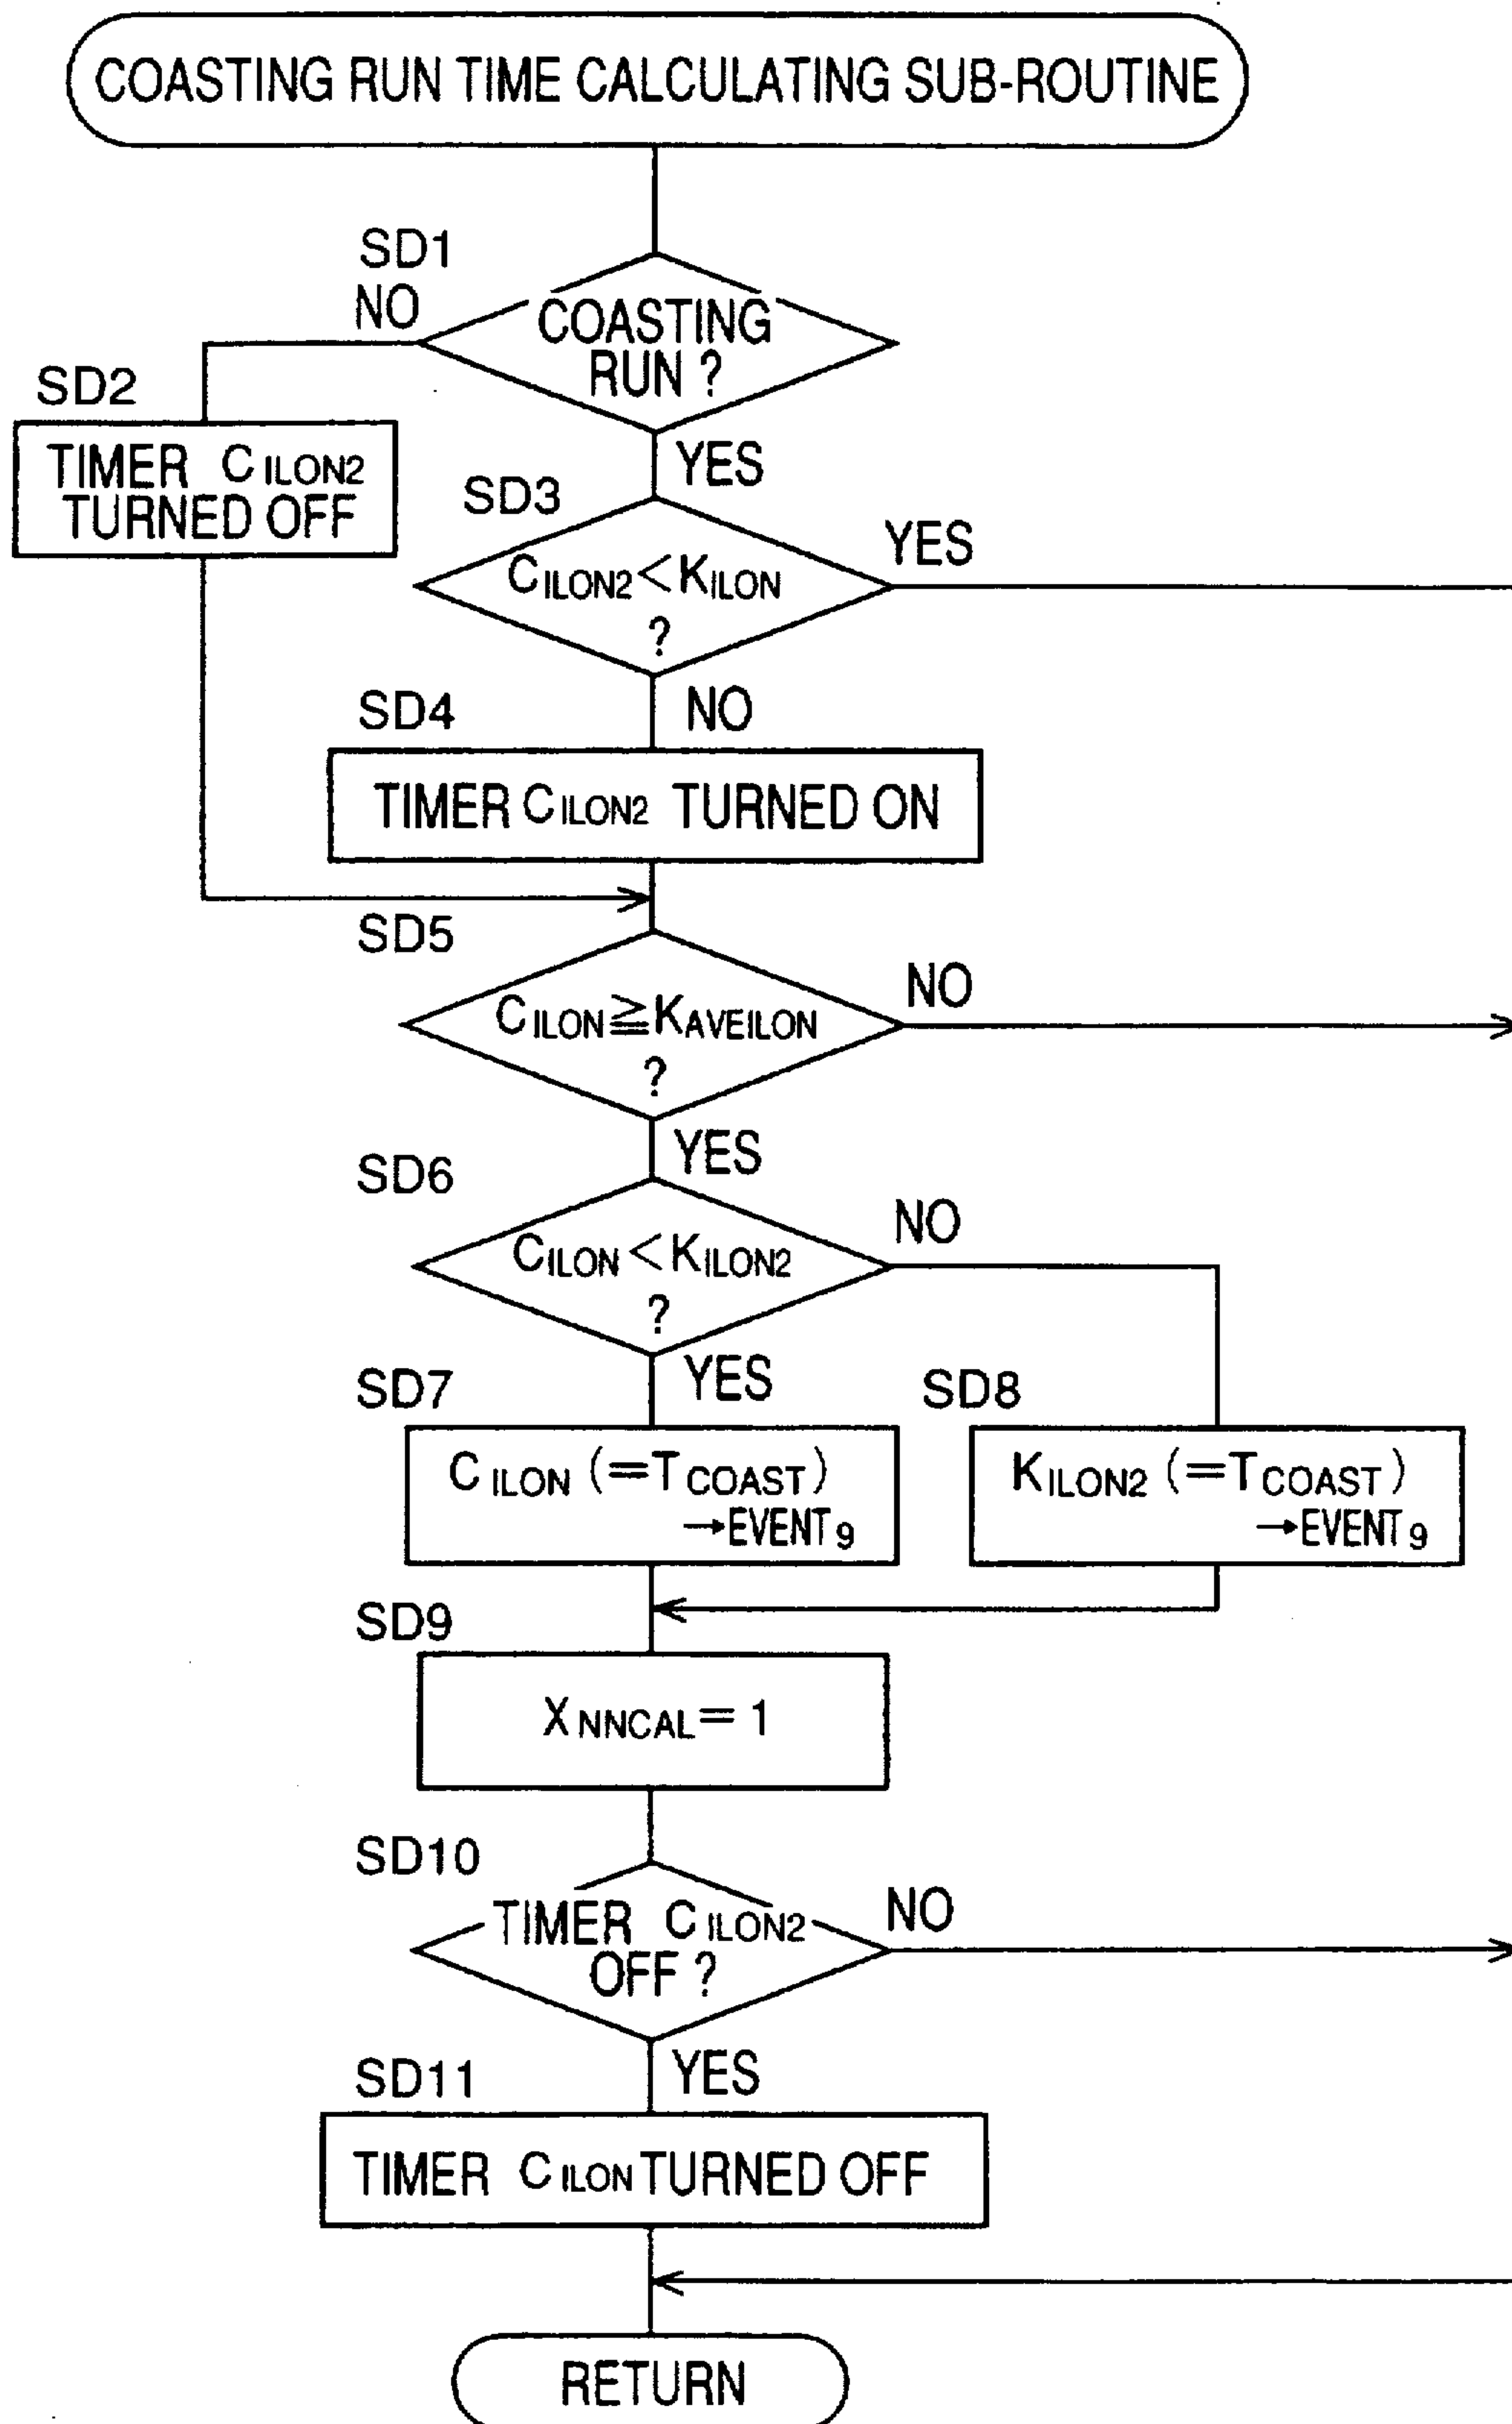 COASTING RUN TIME CALCULATING SUB-ROUTINE
SD1
NO
COASTING
RUN ?
SD2
TIMER CILON2
TURNED OFF
YES
SD3
CILON2<KILON
?
YES
SD4
NO
TIMER CILON2 TURNED ON
SD5
CILON≧KAVEILON
?
NO
YES
SD6
CILON<KILON2
?
NO
SD7
YES
SD8
CILON (=TCOAST)
→EVENT9
KILON2 (=TCOAST)
→EVENT9
SD9
XNNCAL=1
SD10
TIMER CILON2
OFF ?
NO
SD11
YES
TIMER CILON TURNED OFF
RETURN